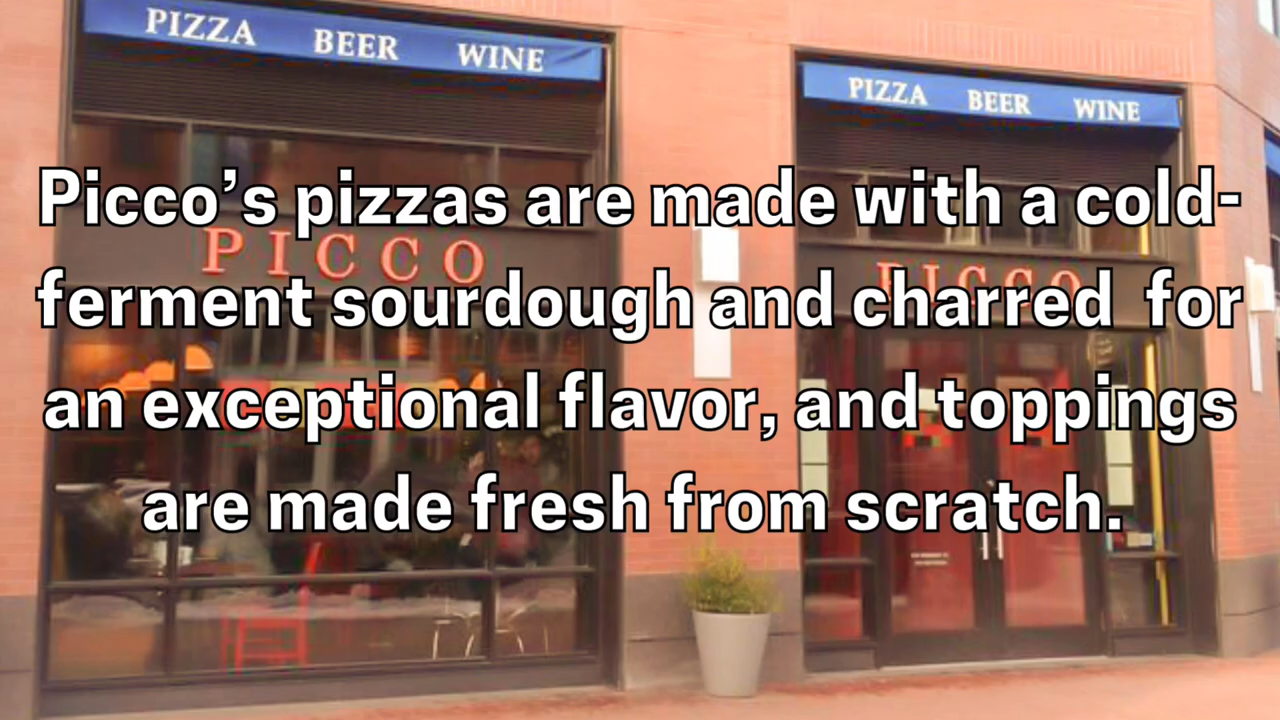 PIZZA BEER WINE
PIZZA BEER WINE
PICCO
PICCO
Picco’s pizzas are made with a cold-
ferment sourdough and charred for
an exceptional flavor, and toppings
are made fresh from scratch.